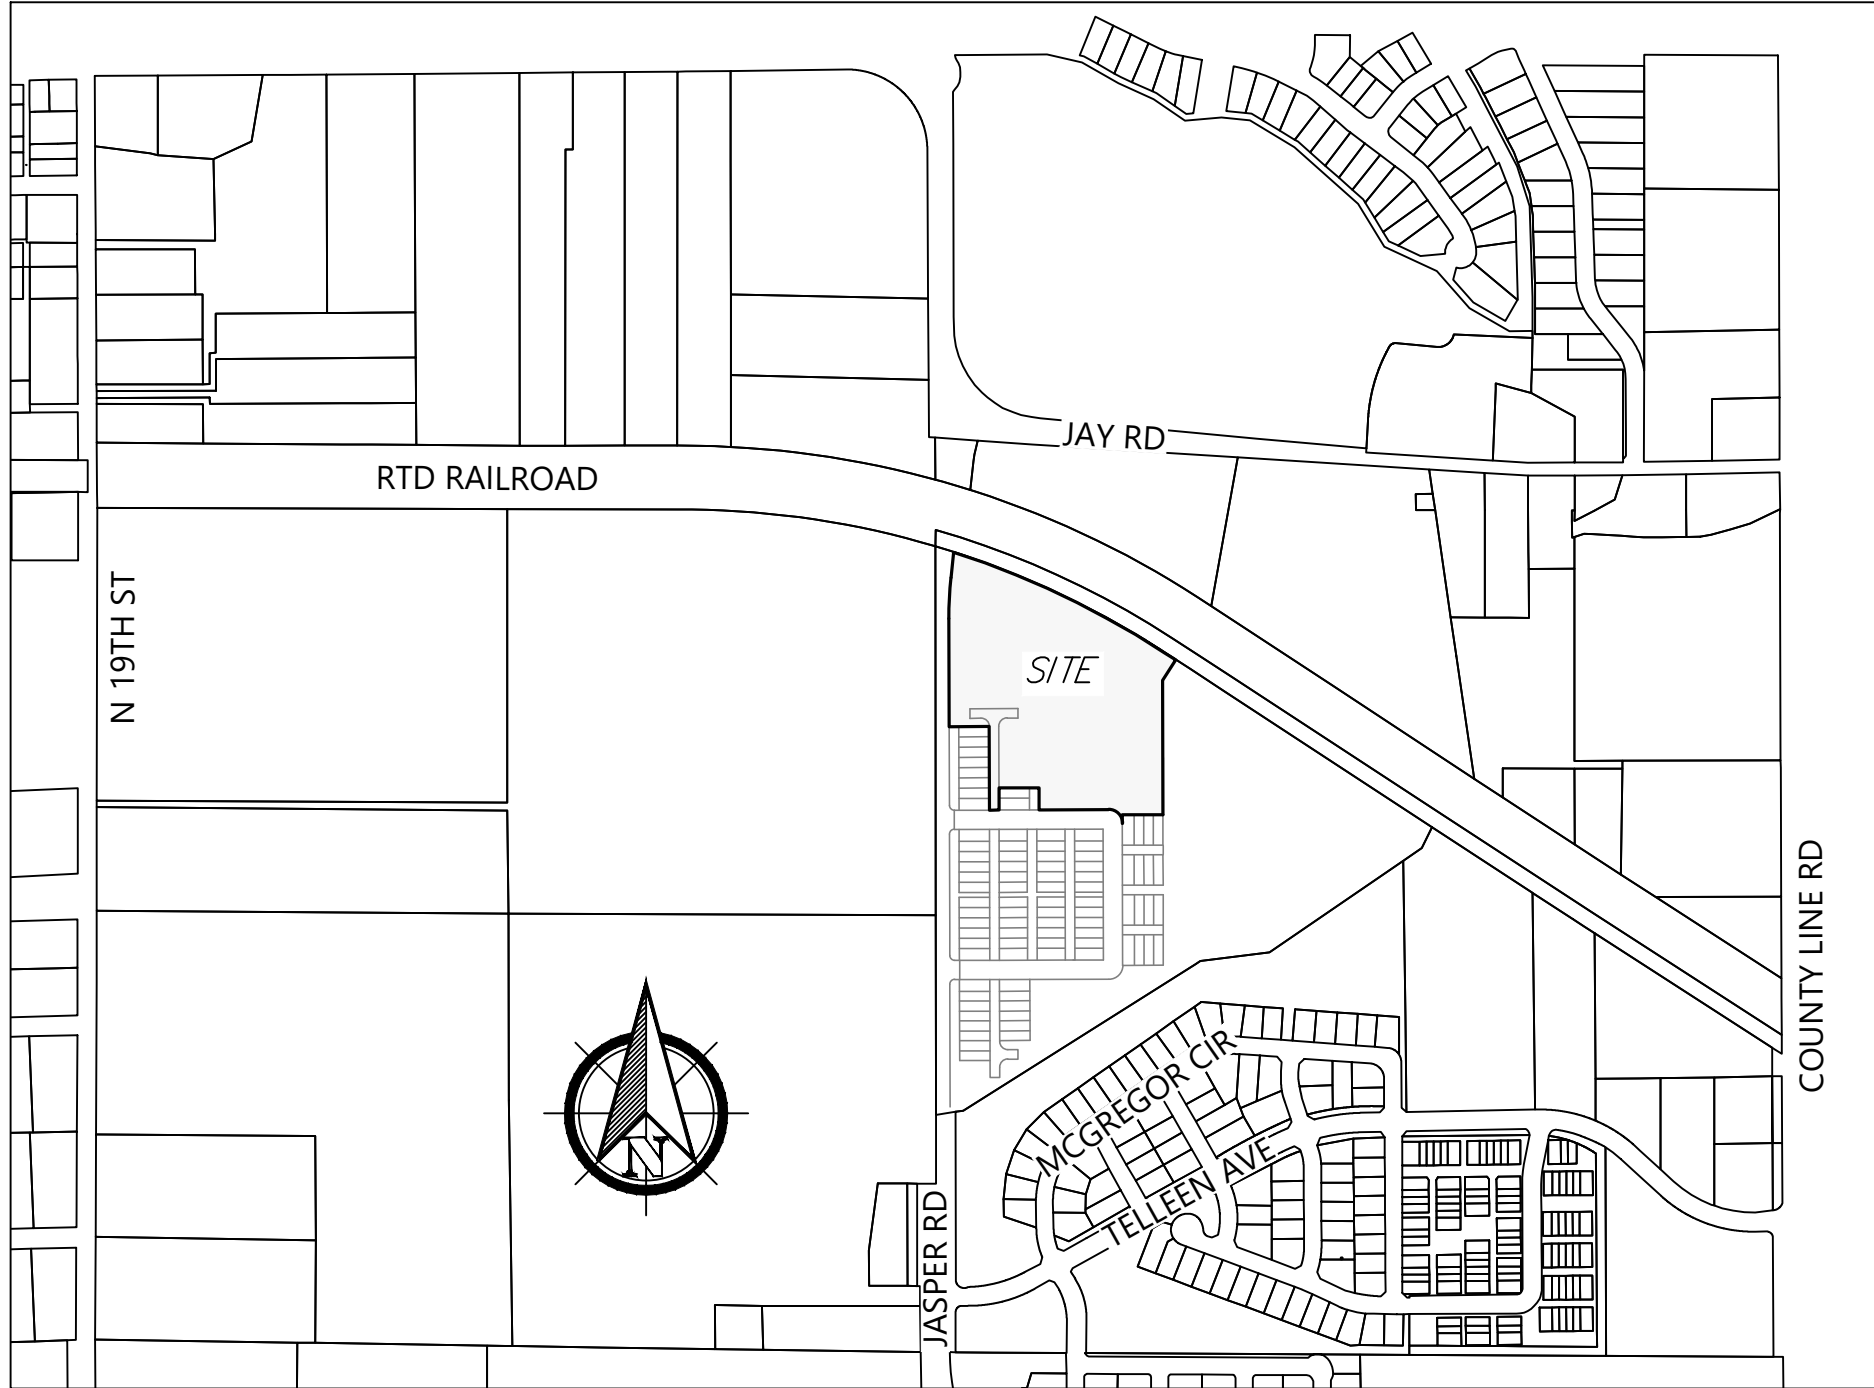 JAY RD
RTD RAILROAD
N 19TH ST
SITE
COUNTY LINE RD
MCGREGOR CIR
TELLEEN AVE
N
JASPER RD